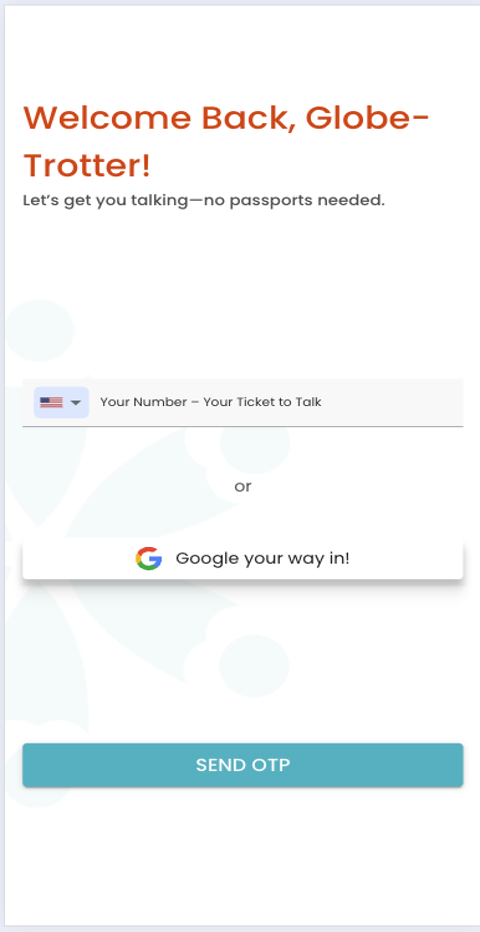 Welcome Back, Globe-
Trotter!
Let’s get you talking—no passports needed.
Your Number – Your Ticket to Talk
or
Google your way in!
SEND OTP